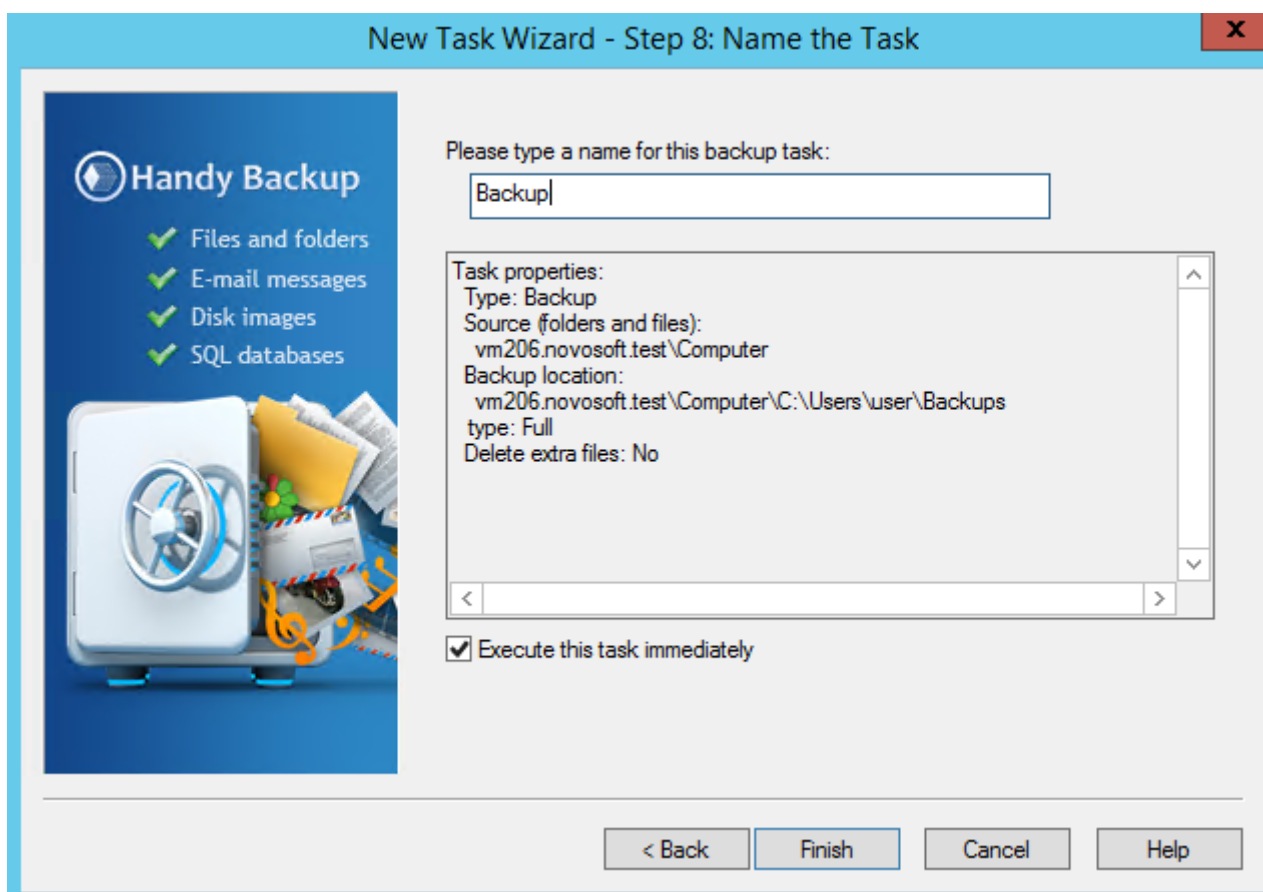 New Task Wizard - Step 8: Name the Task
x
Handy Backup
Files and folders
E-mail messages
Disk images
SQL databases
Please type a name for this backup task:
Backup
Task properties:
Type: Backup
Source (folders and files):
vm206.novosoft.test\Computer
Backup location:
vm206.novosoft.test\Computer\C:\Users\user\Backups
type: Full
Delete extra files: No
Execute this task immediately
< Back
Finish
Cancel
Help